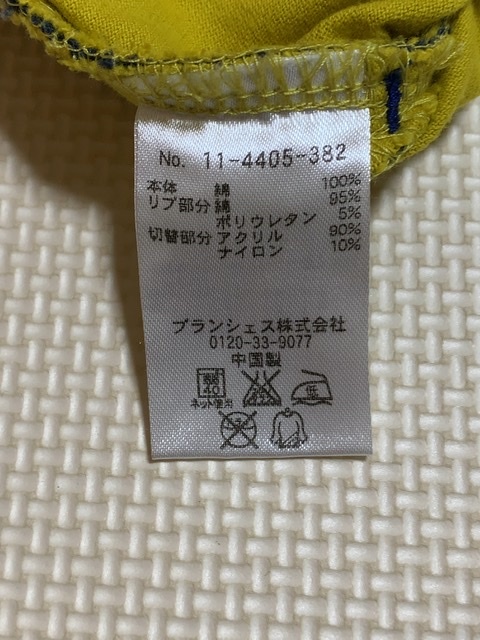 No. 11-4405-382
本体 綿 100%
リブ部分 綿 95%
ポリウレタン 5%
切替部分 アクリル 90%
ナイロン 10%
ブランシェス株式会社
0120-33-9077
中国製
40
低
ネット使用